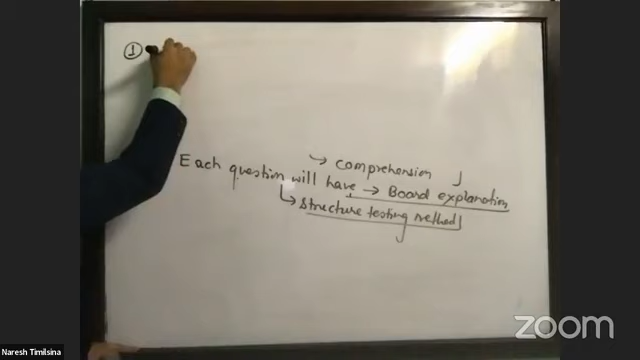 ①
→ comprehension
Each question will have → Board explanation
↳ Structure testing method
zoom
Naresh Timilsina